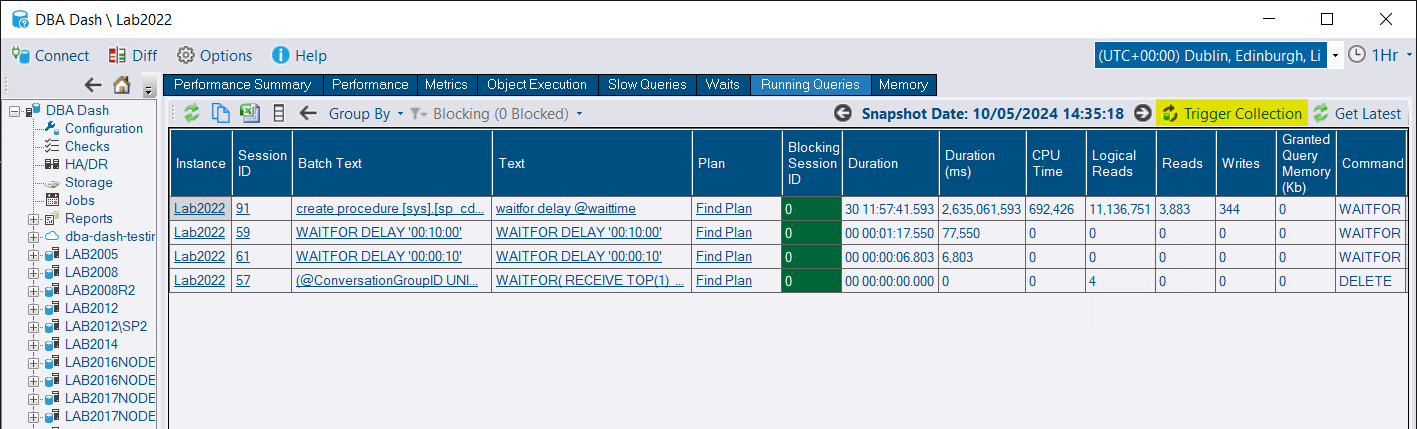 DBA Dash \ Lab2022
Connect Diff Options Help (UTC+00:00) Dublin, Edinburgh, Li 1Hr
Performance Summary Performance Metrics Object Execution Slow Queries Waits Running Queries Memory
Group By Blocking (0 Blocked) Snapshot Date: 10/05/2024 14:35:18 Trigger Collection Get Latest
DBA Dash
Configuration
Checks
HA/DR
Storage
Jobs
Reports
dba-dash-testin
LAB2005
LAB2008
LAB2008R2
LAB2012
LAB2012\SP2
LAB2014
LAB2016NODE
LAB2016NODE
LAB2017NODE
LAB2017NODE
Instance Session ID Batch Text Text Plan Blocking Session ID Duration Duration (ms) CPU Time Logical Reads Reads Writes Granted Query Memory (Kb) Command
Lab2022 91 create procedure [sys].[sp_cd... waitfor delay @waittime Find Plan 0 30 11:57:41.593 2,635,061,593 692,426 11,136,751 3,883 344 0 WAITFOR
Lab2022 59 WAITFOR DELAY '00:10:00' WAITFOR DELAY '00:10:00' Find Plan 0 00 00:01:17.550 77,550 0 0 0 0 0 WAITFOR
Lab2022 61 WAITFOR DELAY '00:00:10' WAITFOR DELAY '00:00:10' Find Plan 0 00 00:00:06.803 6,803 0 0 0 0 0 WAITFOR
Lab2022 57 (@ConversationGroupID UNI... WAITFOR( RECEIVE TOP(1) ... Find Plan 0 00 00:00:00.000 0 0 4 0 0 0 DELETE